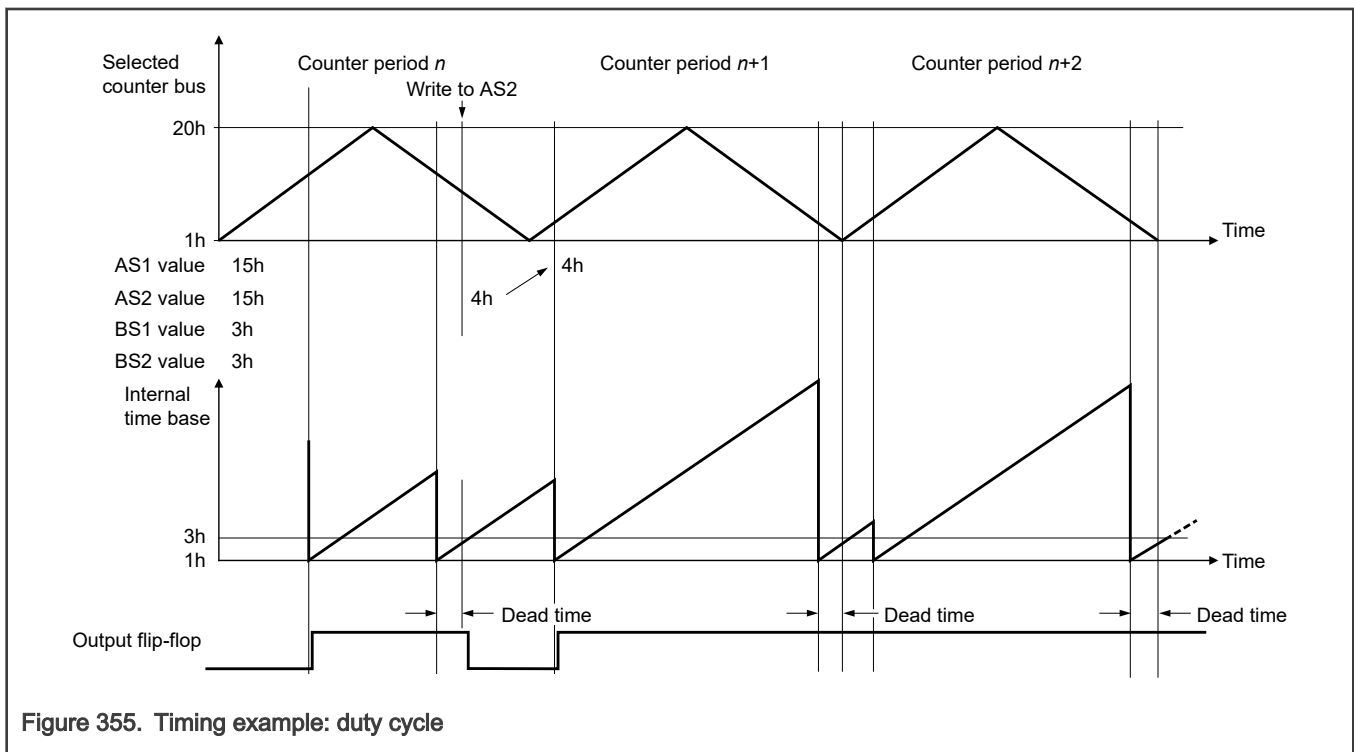 Selected
counter bus
Counter period n
Counter period n+1
Counter period n+2
Write to AS2
20h
1h
Time
AS1 value 15h
4h
AS2 value 15h
4h
BS1 value 3h
BS2 value 3h
Internal
time base
3h
1h
Time
Dead time
Dead time
Dead time
Output flip-flop
Figure 355. Timing example: duty cycle